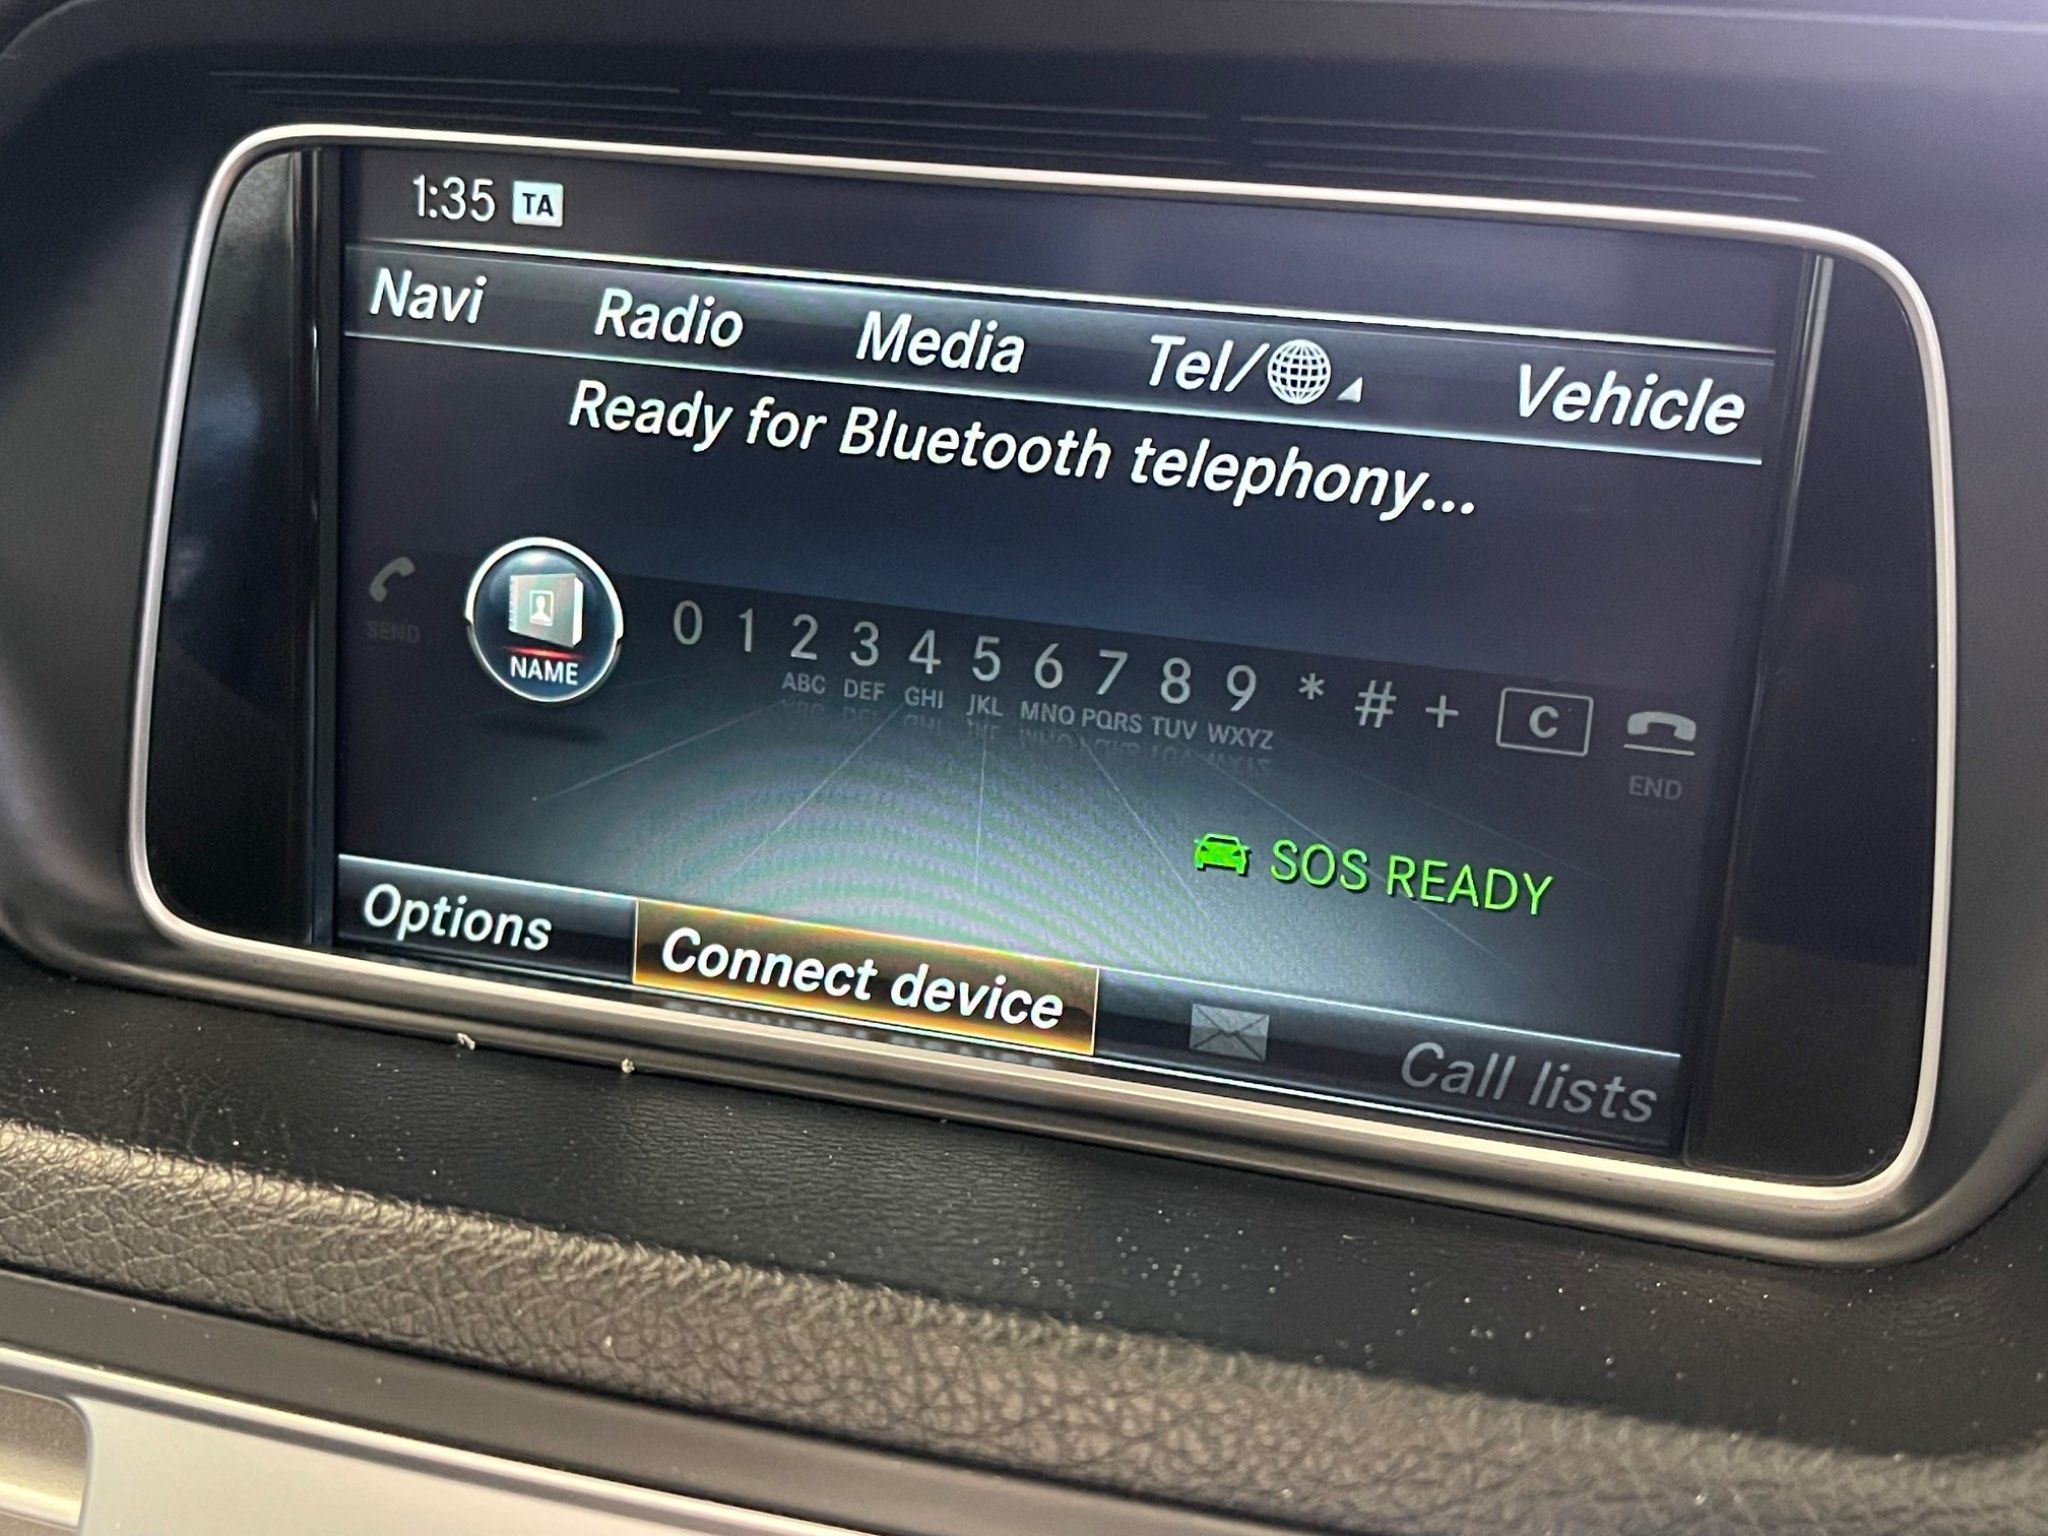 1:35 TA
Navi Radio Media Tel/ Vehicle
Ready for Bluetooth telephony...
SEND NAME 0 1 2 3 4 5 6 7 8 9 * # + C END
ABC DEF GHI JKL MNO PQRS TUV WXYZ
SOS READY
Options Connect device Call lists